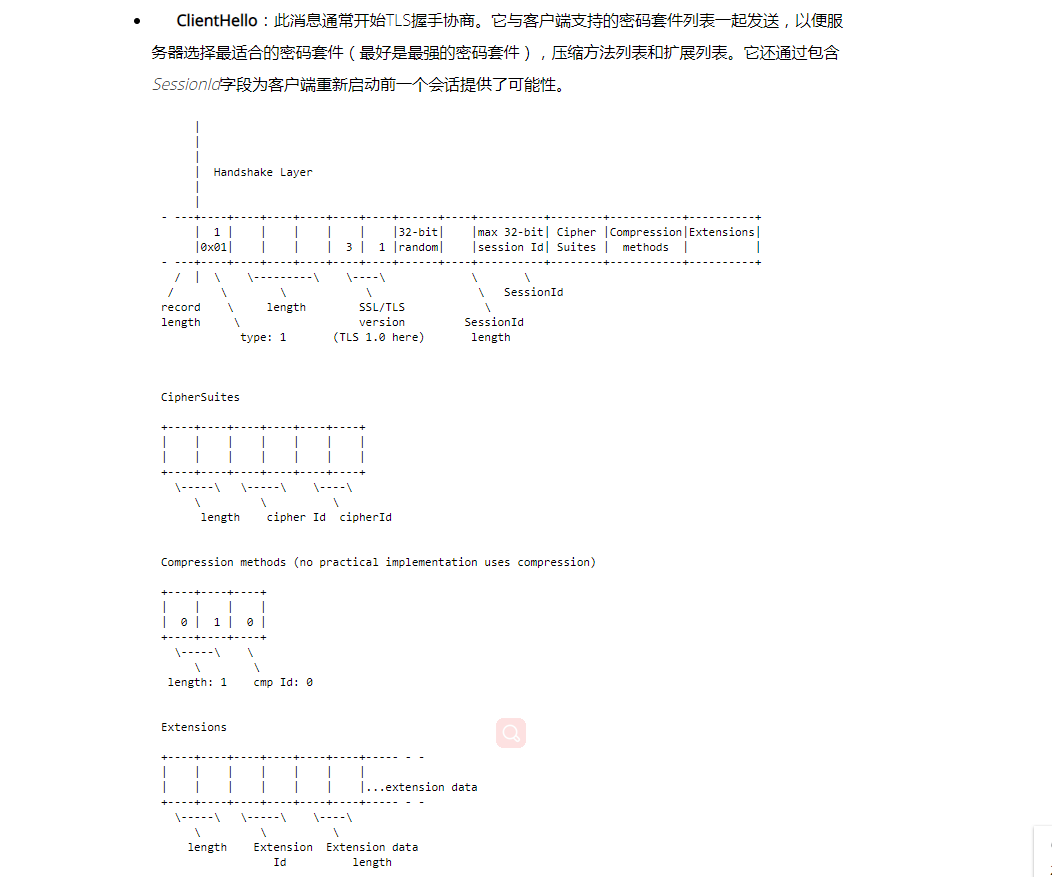 • ClientHello：此消息通常开始TLS握手协商。它与客户端支持的密码套件列表一起发送，以便服
务器选择最适合的密码套件（最好是最强的密码套件），压缩方法列表和扩展列表。它还通过包含
SessionId字段为客户端重新启动前一个会话提供了可能性。
     |
     |
     |
     |  Handshake Layer
     |
     |
- ---+----+----+----+----+----+----+------+----+----------+--------+-----------+----------+
     |  1 |    |    |    |    |    |32-bit|    |max 32-bit| Cipher |Compression|Extensions|
     |0x01|    |    |    |  3 |  1 |random|    |session Id| Suites |  methods  |          |
- ---+----+----+----+----+----+----+------+----+----------+--------+-----------+----------+
  /  |  \    \---------\    \----\             \       \
 /       \        \            \                \   SessionId
record    \     length      SSL/TLS              \
length     \                version           SessionId
            type: 1       (TLS 1.0 here)       length
CipherSuites
+----+----+----+----+----+----+
|    |    |    |    |    |    |
|    |    |    |    |    |    |
+----+----+----+----+----+----+
  \-----\   \-----\    \----\
     \         \          \
      length    cipher Id  cipherId
Compression methods (no practical implementation uses compression)
+----+----+----+
|    |    |    |
|  0 |  1 |  0 |
+----+----+----+
  \-----\    \
     \        \
 length: 1    cmp Id: 0
Extensions
+----+----+----+----+----+----+----- - -
|    |    |    |    |    |    |
|    |    |    |    |    |    |...extension data
+----+----+----+----+----+----+----- - -
  \-----\   \-----\    \----\
     \         \          \
    length    Extension  Extension data
                 Id          length